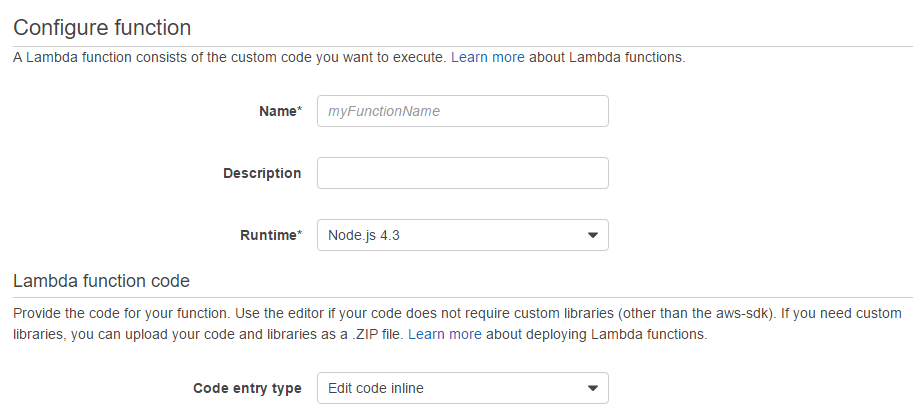 Configure function
A Lambda function consists of the custom code you want to execute. Learn more about Lambda functions.
Name* myFunctionName
Description
Runtime* Node.js 4.3
Lambda function code
Provide the code for your function. Use the editor if your code does not require custom libraries (other than the aws-sdk). If you need custom
libraries, you can upload your code and libraries as a .ZIP file. Learn more about deploying Lambda functions.
Code entry type Edit code inline